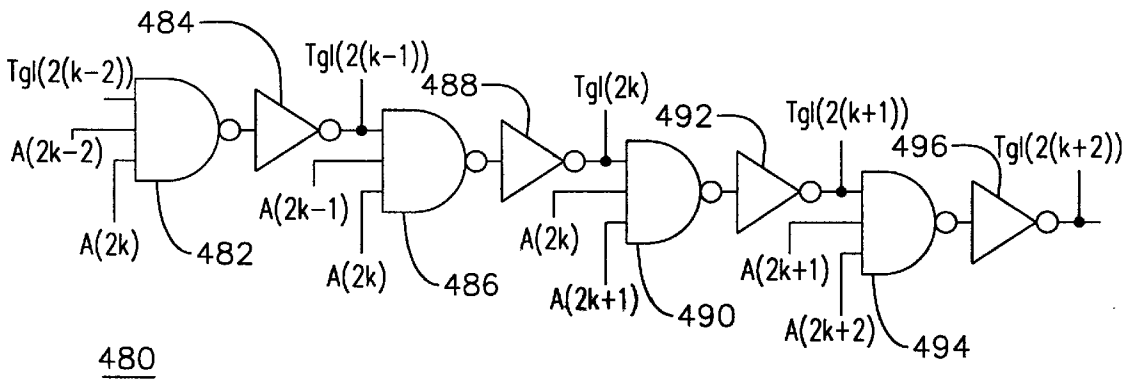 484
Tgl(2(k-2))
Tgl(2(k-1))
488
Tgl(2k)
492
Tgl(2(k+1))
496
Tgl(2(k+2))
A(2k-2)
A(2k)
482
A(2k-1)
A(2k)
486
A(2k)
A(2k+1)
490
A(2k+1)
A(2k+2)
494
480